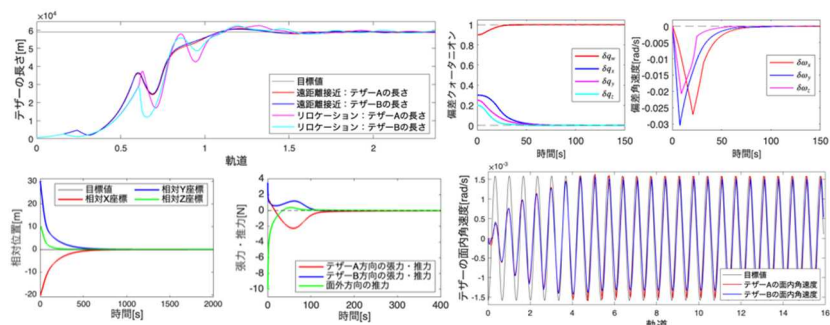 ×10⁴
テザーの長さ[m]
6
5
4
3
2
1
0
0
0.5
1
1.5
2
軌道
目標値
遠距離接近：テザーAの長さ
遠距離接近：テザーBの長さ
リロケーション：テザーAの長さ
リロケーション：テザーBの長さ
偏差クォータニオン
1
0.8
0.6
0.4
0.2
0
0
50
100
150
時間[s]
δq_w
δq_x
δq_y
δq_z
偏差角速度[rad/s]
0
-0.005
-0.01
-0.015
-0.02
-0.025
-0.03
0
50
100
150
時間[s]
δω_x
δω_y
δω_z
相対位置[m]
30
20
10
0
-10
-20
0
500
1000
1500
2000
時間[s]
目標値
相対X座標
相対Y座標
相対Z座標
張力・推力[N]
4
2
0
-2
-4
-6
-8
-10
0
100
200
300
400
時間[s]
テザーA方向の張力・推力
テザーB方向の張力・推力
面外方向の推力
×10⁻³
テザーの面内角速度[rad/s]
1.5
1
0.5
0
-0.5
-1
-1.5
0
2
4
6
8
10
12
14
16
軌道
目標値
テザーAの面内角速度
テザーBの面内角速度